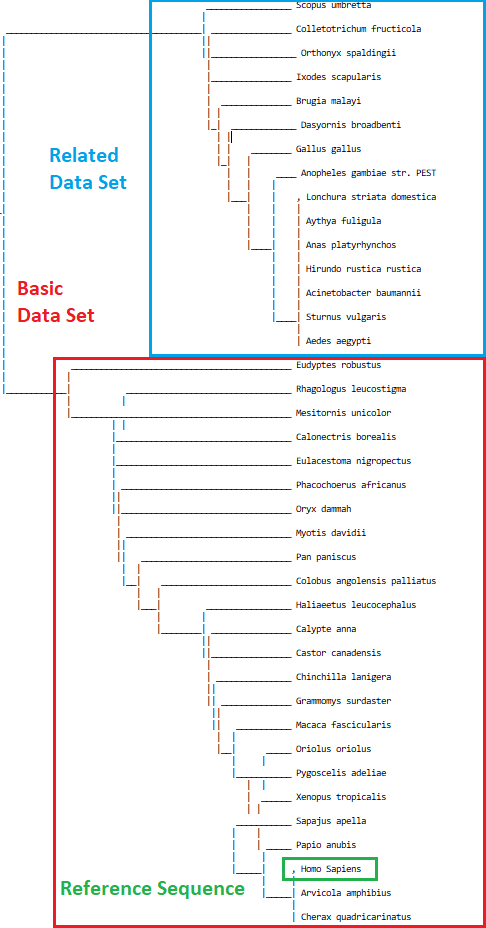 Scopus umbretta
Colletotrichum fructicola
Orthonyx spaldingii
Ixodes scapularis
Brugia malayi
Dasyornis broadbenti
Gallus gallus
Anopheles gambiae str. PEST
Lonchura striata domestica
Aythya fuligula
Anas platyrhynchos
Hirundo rustica rustica
Acinetobacter baumannii
Sturnus vulgaris
Aedes aegypti
Related
Data Set
Basic
Data Set
Eudyptes robustus
Rhagologus leucostigma
Mesitornis unicolor
Calonectris borealis
Eulacestoma nigropectus
Phacochoerus africanus
Oryx dammah
Myotis davidii
Pan paniscus
Colobus angolensis palliatus
Haliaeetus leucocephalus
Calypte anna
Castor canadensis
Chinchilla lanigera
Grammomys surdaster
Macaca fascicularis
Oriolus oriolus
Pygoscelis adeliae
Xenopus tropicalis
Sapajus apella
Papio anubis
Homo Sapiens
Reference Sequence
Arvicola amphibius
Cherax quadricarinatus